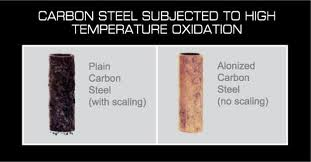 CARBON STEEL SUBJECTED TO HIGH
TEMPERATURE OXIDATION
Plain
Carbon
Steel
(with scaling)
Alonized
Carbon
Steel
(no scaling)